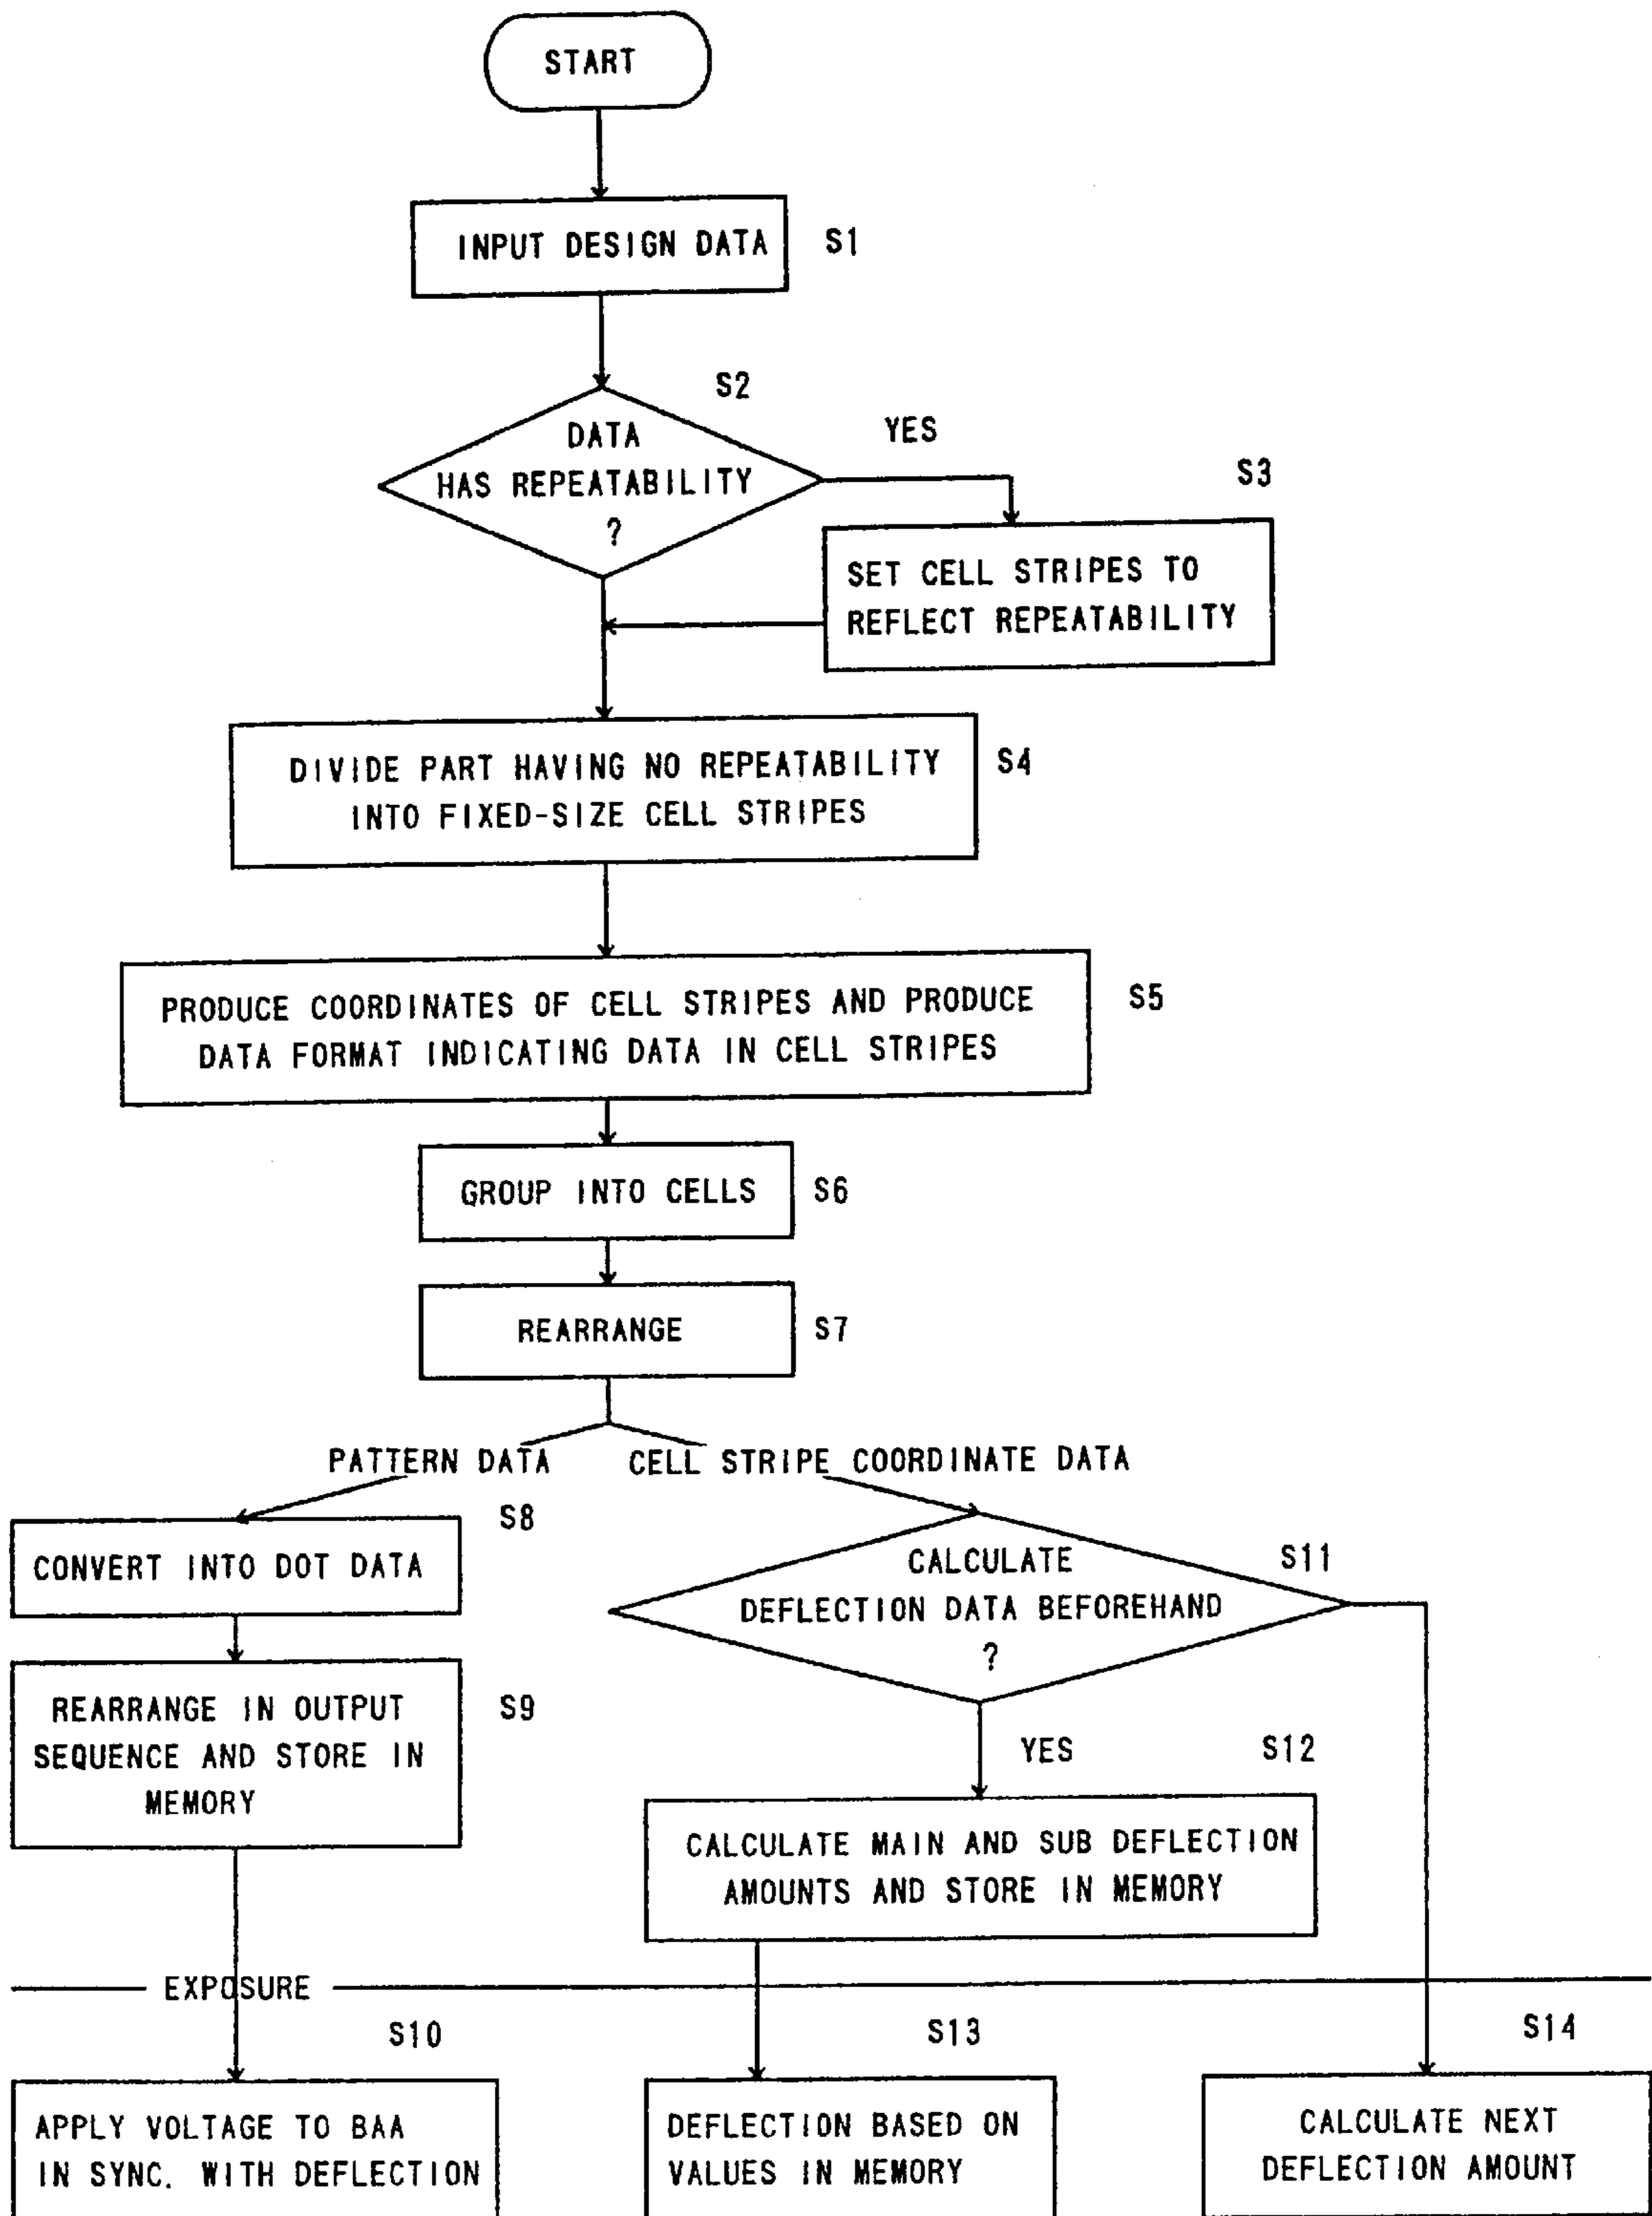 START
INPUT DESIGN DATA
S1
S2
DATA
HAS REPEATABILITY
?
YES
S3
SET CELL STRIPES TO
REFLECT REPEATABILITY
DIVIDE PART HAVING NO REPEATABILITY
INTO FIXED-SIZE CELL STRIPES
S4
PRODUCE COORDINATES OF CELL STRIPES AND PRODUCE
DATA FORMAT INDICATING DATA IN CELL STRIPES
S5
GROUP INTO CELLS
S6
REARRANGE
S7
PATTERN DATA
CELL STRIPE COORDINATE DATA
S8
CONVERT INTO DOT DATA
CALCULATE
DEFLECTION DATA BEFOREHAND
?
S11
REARRANGE IN OUTPUT
SEQUENCE AND STORE IN
MEMORY
S9
YES
S12
CALCULATE MAIN AND SUB DEFLECTION
AMOUNTS AND STORE IN MEMORY
EXPOSURE
S10
S13
S14
APPLY VOLTAGE TO BAA
IN SYNC. WITH DEFLECTION
DEFLECTION BASED ON
VALUES IN MEMORY
CALCULATE NEXT
DEFLECTION AMOUNT